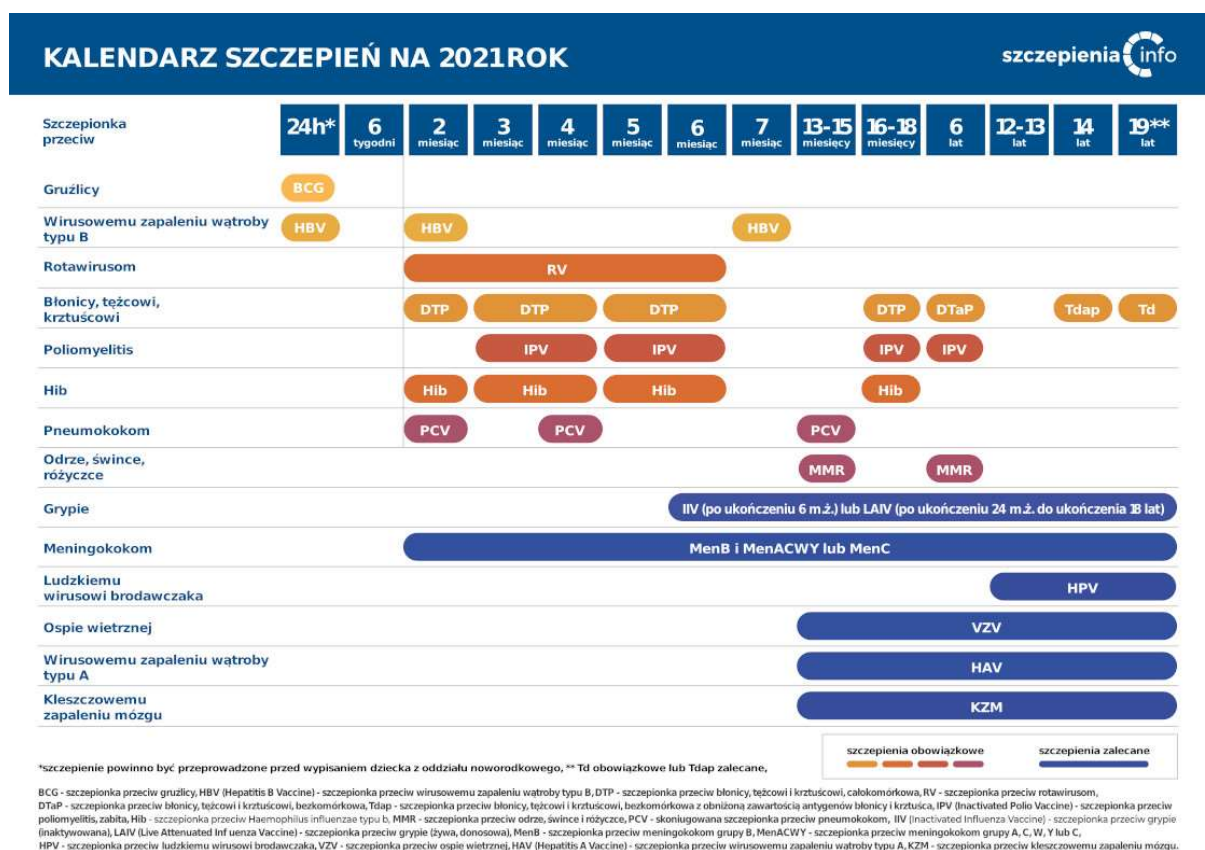 KALENDARZ SZCZEPIEŃ NA 2021ROK
szczepienia info
Szczepionka
przeciw
24h*
6
tygodni
2
miesiąc
3
miesiąc
4
miesiąc
5
miesiąc
6
miesiąc
7
miesiąc
13-15
miesięcy
16-18
miesięcy
6
lat
12-13
lat
14
lat
19**
lat
Gruźlicy
BCG
Wirusowemu zapaleniu wątroby
typu B
HBV HBV HBV
Rotawirusom
RV
Błonicy, tężcowi,
krztuścowi
DTP DTP DTP DTP DTaP Tdap Td
Poliomyelitis
IPV IPV IPV IPV
Hib
Hib Hib Hib Hib
Pneumokokom
PCV PCV PCV
Odrze, śwince,
różyczce
MMR MMR
Grypie
IIV (po ukończeniu 6 m.ż.) lub LAIV (po ukończeniu 24 m.ż. do ukończenia 18 lat)
Meningokokom
MenB i MenACWY lub MenC
Ludzkiemu
wirusowi brodawczaka
HPV
Ospie wietrznej
VZV
Wirusowemu zapaleniu wątroby
typu A
HAV
Kleszczowemu
zapaleniu mózgu
KZM
szczepienia obowiązkowe szczepienia zalecane
*szczepienie powinno być przeprowadzone przed wypisaniem dziecka z oddziału noworodkowego, ** Td obowiązkowe lub Tdap zalecane,
BCG - szczepionka przeciw gruźlicy, HBV (Hepatitis B Vaccine) - szczepionka przeciw wirusowemu zapaleniu wątroby typu B, DTP - szczepionka przeciw błonicy, tężcowi i krztuścowi, całokomórkowa, RV - szczepionka przeciw rotawirusom,
DTaP - szczepionka przeciw błonicy, tężcowi i krztuścowi, bezkomórkowa, Tdap - szczepionka przeciw błonicy, tężcowi i krztuścowi, bezkomórkowa z obniżoną zawartością antygenów błonicy i krztuśca, IPV (Inactivated Polio Vaccine) - szczepionka przeciw
poliomyelitis, zabita, Hib - szczepionka przeciw Haemophilus influenzae typu b, MMR - szczepionka przeciw odrze, śwince i różyczce, PCV - skoniugowana szczepionka przeciw pneumokokom, IIV (Inactivated Influenza Vaccine) - szczepionka przeciw grypie
(inaktywowana), LAIV (Live Attenuated Inf uenza Vaccine) - szczepionka przeciw grypie (żywa, donosowa), MenB - szczepionka przeciw meningokokom grupy B, MenACWY - szczepionka przeciw meningokokom grupy A, C, W, Y lub C,
HPV - szczepionka przeciw ludzkiemu wirusowi brodawczaka, VZV - szczepionka przeciw ospie wietrznej, HAV (Hepatitis A Vaccine) - szczepionka przeciw wirusowemu zapaleniu wątroby typu A, KZM - szczepionka przeciw kleszczowemu zapaleniu mózgu.